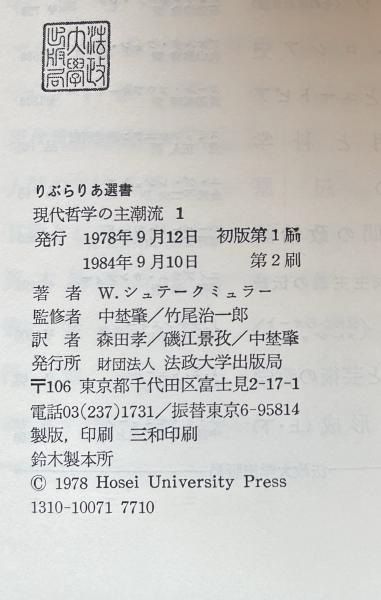 法政
大學
出版局
りぶらりあ選書
現代哲学の主潮流 1
発行 1978年9月12日 初版第1刷
1984年9月10日 第2刷
著者 W.シュテークミュラー
監修者 中埜肇/竹尾治一郎
訳者 森田孝/磯江景孜/中埜肇
発行所 財団法人 法政大学出版局
〒106 東京都千代田区富士見2-17-1
電話03(237)1731/振替東京6-95814
製版,印刷 三和印刷
鈴木製本所
© 1978 Hosei University Press
1310-10071 7710